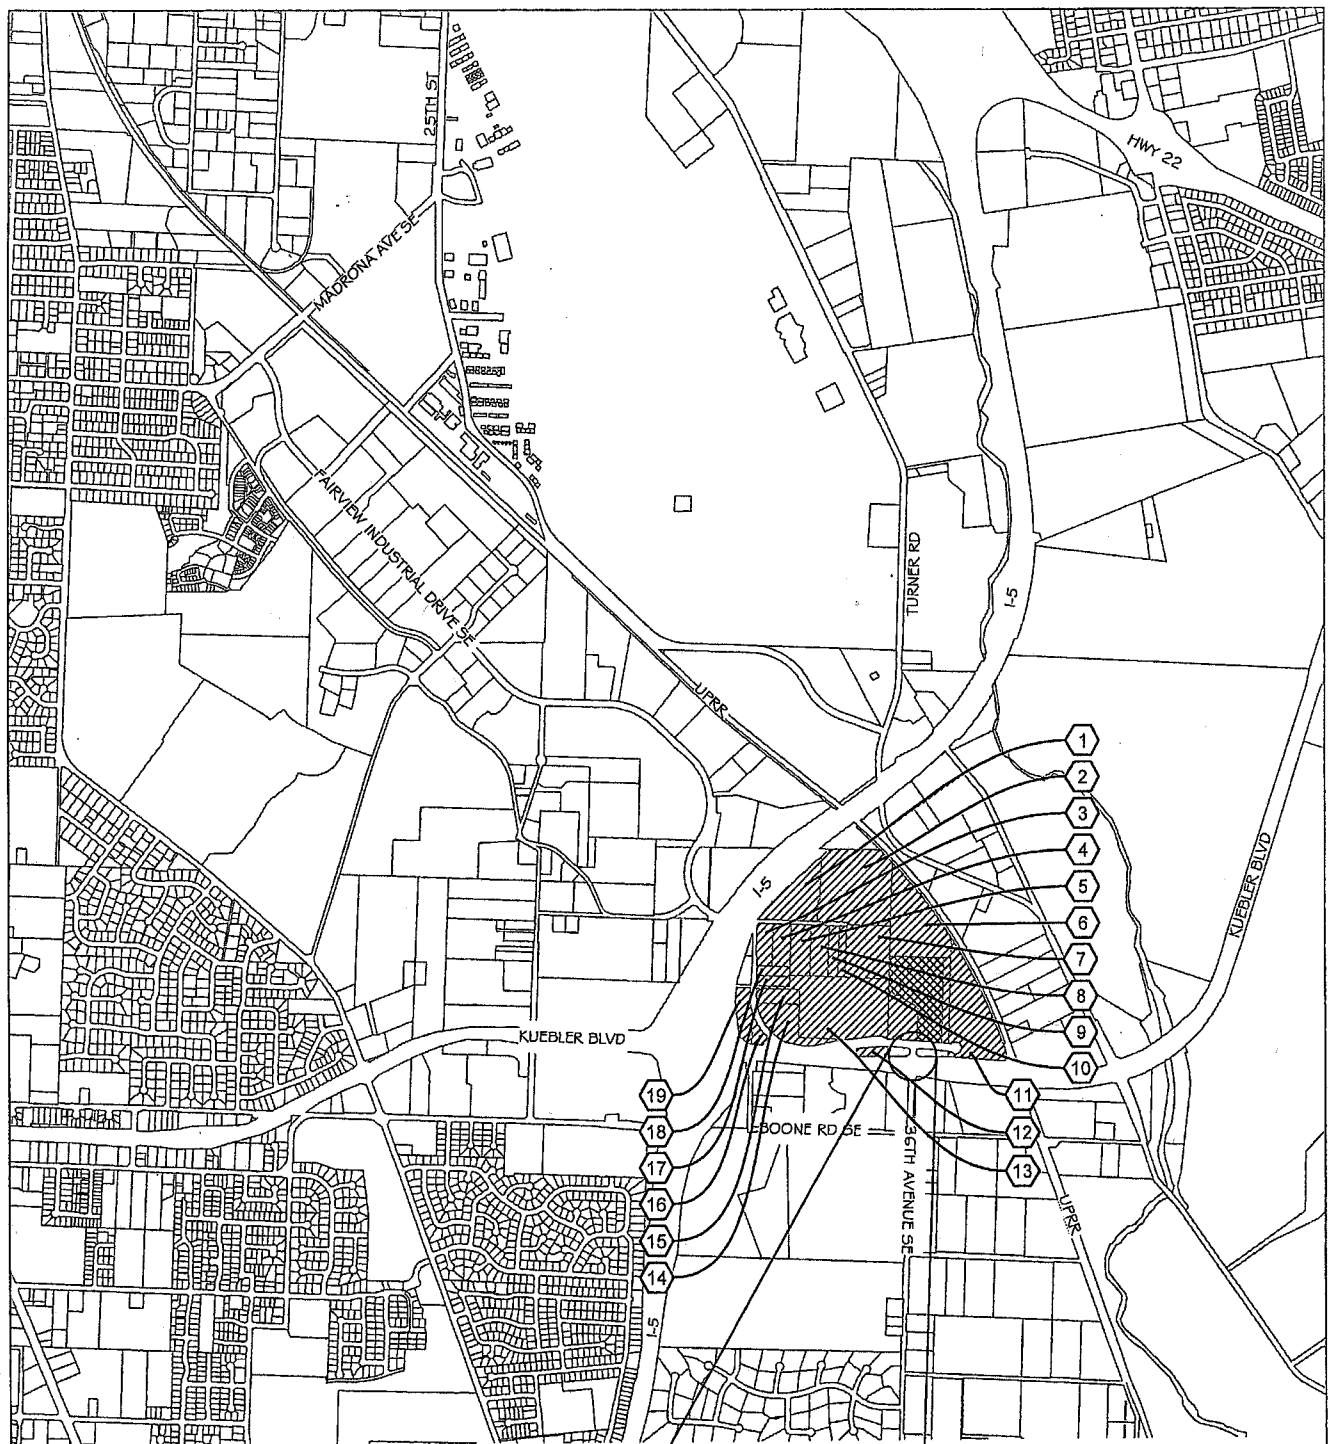 25TH ST
HWY 22
MADRONA AVE SE
FAIRVIEW INDUSTRIAL DRIVE SE
TURNER RD
I-5
UPRR
1
2
3
4
5
6
7
8
9
10
I-5
KUEBLER BLVD
KUEBLER BLVD
19
18
17
16
15
14
11
12
13
BOONE RD SE
36TH AVENUE SE
UPRR
I-5